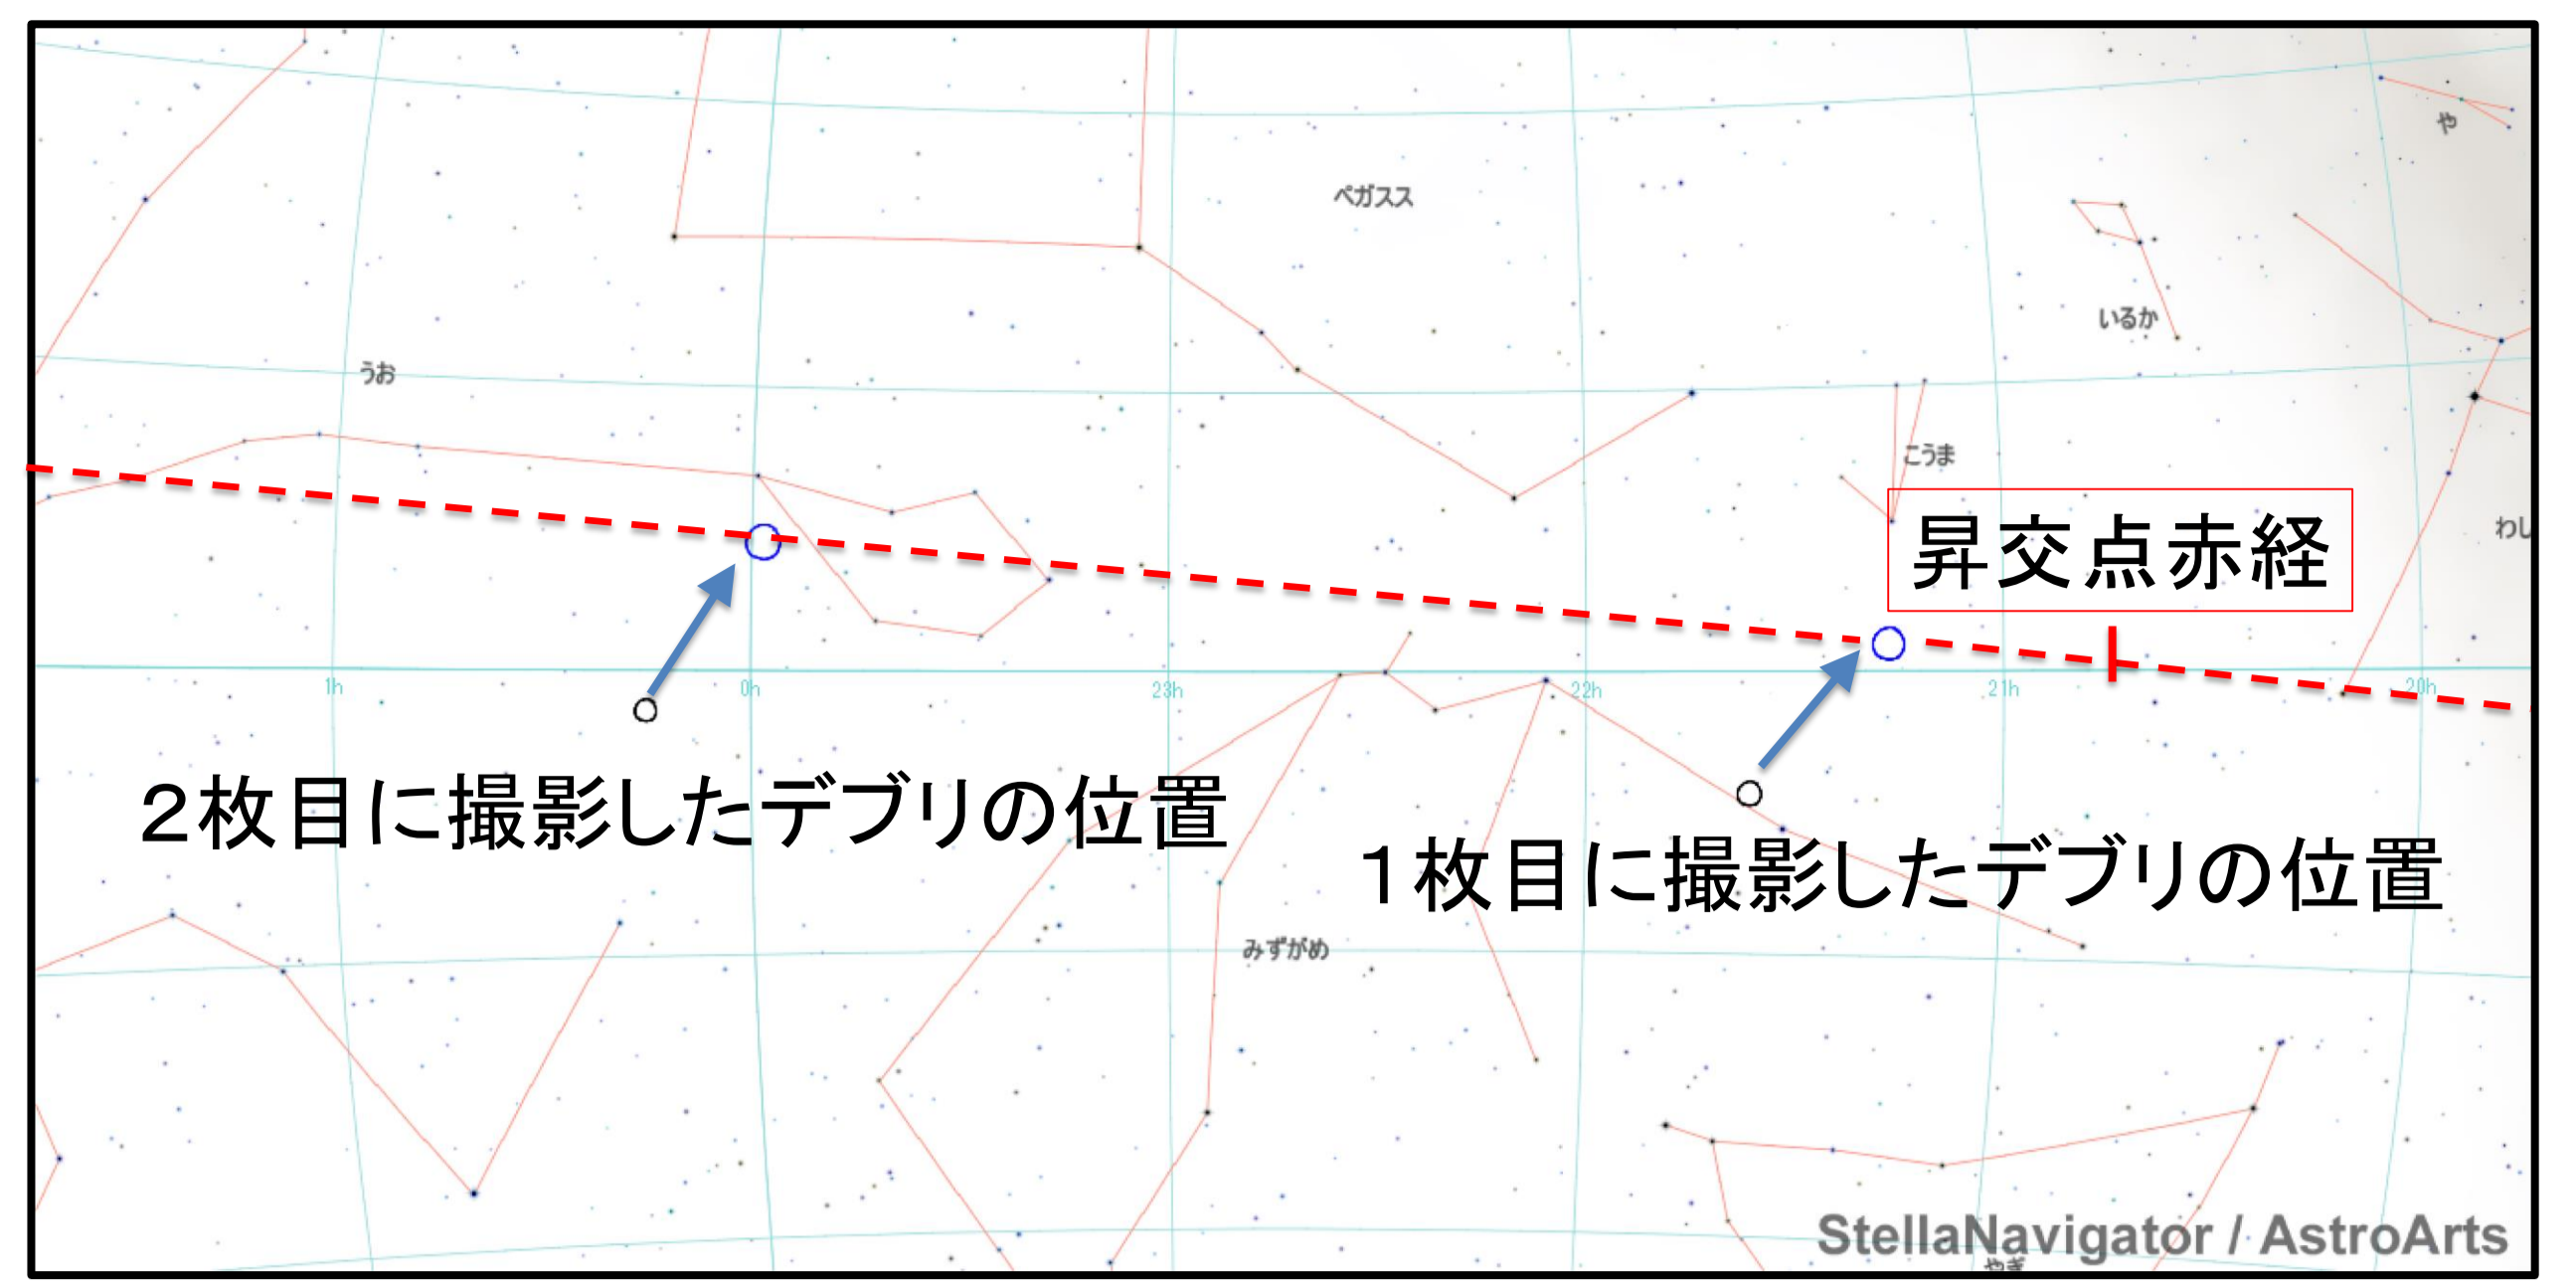 や
ペガスス
いるか
うお
こうま
昇交点赤経
わし
1h
0h
23h
22h
21h
20h
２枚目に撮影したデブリの位置
１枚目に撮影したデブリの位置
みずがめ
StellaNavigator / AstroArts
やぎ